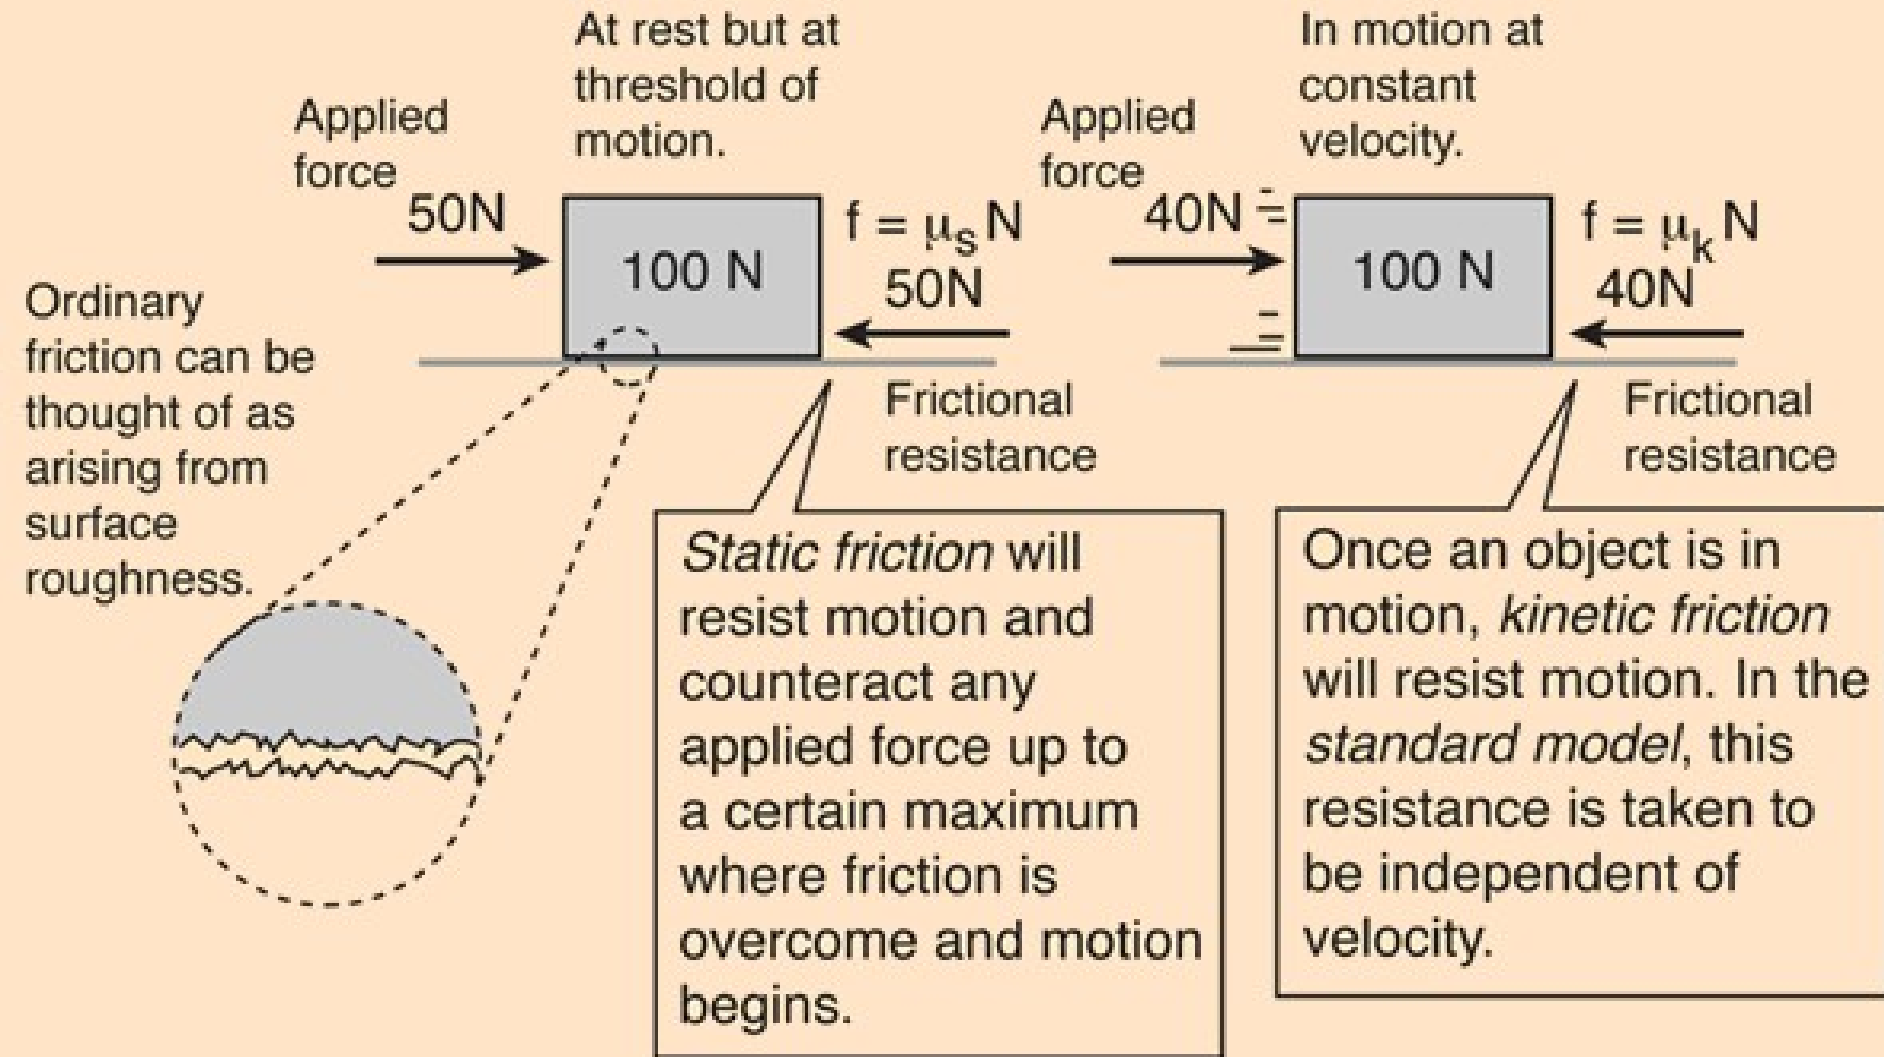 At rest but at
threshold of
motion.
Applied
force
50N
100 N
f = μs N
50N
Frictional
resistance
In motion at
constant
velocity.
Applied
force
40N
100 N
f = μk N
40N
Frictional
resistance
Ordinary
friction can be
thought of as
arising from
surface
roughness.
Static friction will
resist motion and
counteract any
applied force up to
a certain maximum
where friction is
overcome and motion
begins.
Once an object is in
motion, kinetic friction
will resist motion. In the
standard model, this
resistance is taken to
be independent of
velocity.